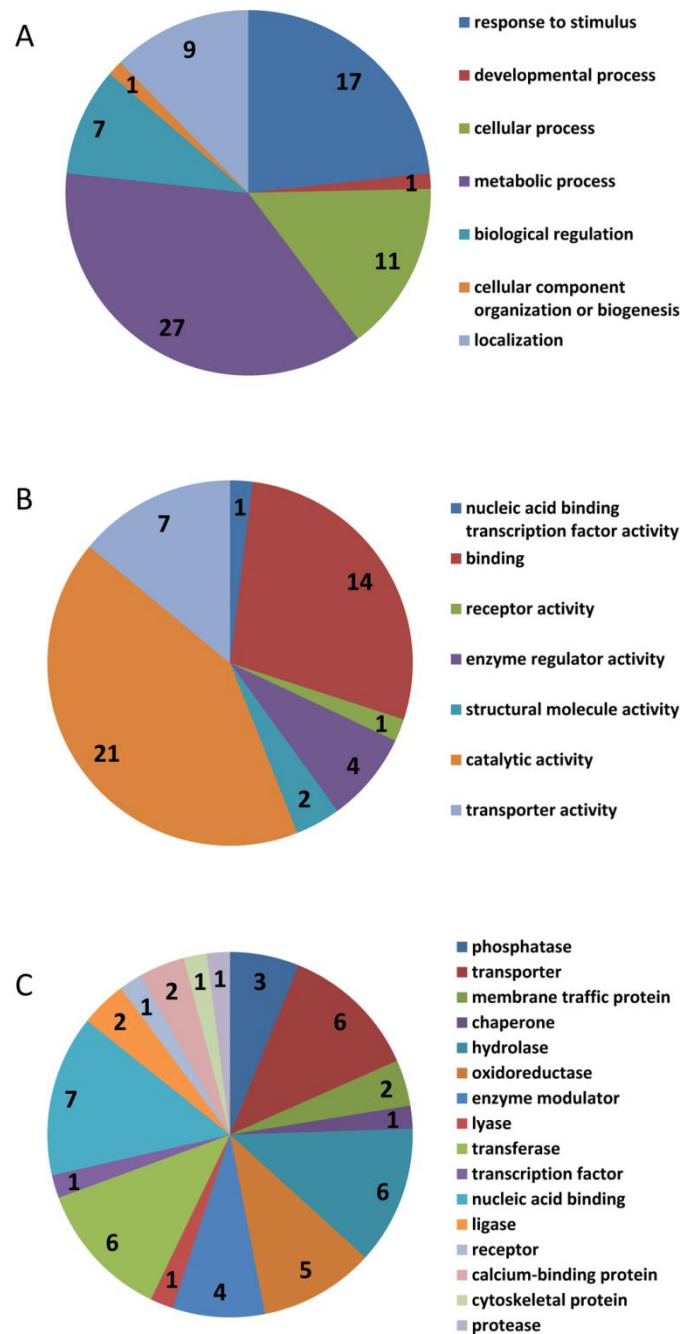 A
9
17
1
7
1
11
27
response to stimulus
developmental process
cellular process
metabolic process
biological regulation
cellular component
organization or biogenesis
localization
B
7
1
14
1
4
2
21
nucleic acid binding
transcription factor activity
binding
receptor activity
enzyme regulator activity
structural molecule activity
catalytic activity
transporter activity
C
3
6
2
1
6
5
4
1
6
1
7
2
1
2
1
1
phosphatase
transporter
membrane traffic protein
chaperone
hydrolase
oxidoreductase
enzyme modulator
lyase
transferase
transcription factor
nucleic acid binding
ligase
receptor
calcium-binding protein
cytoskeletal protein
protease